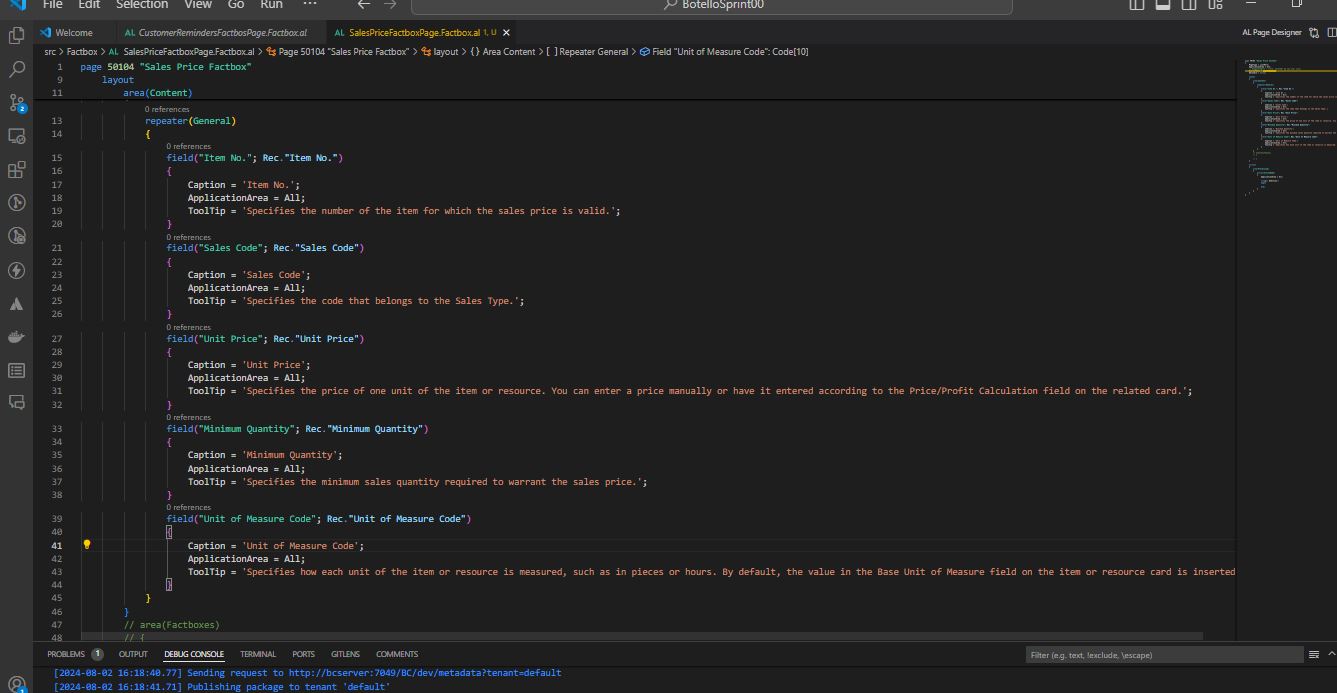 File Edit Selection View Go Run ··· ← → BotelloSprint00
Welcome AL CustomerRemindersFactbosPage.Factbox.al AL SalesPriceFactboxPage.Factbox.al 1, U × AL Page Designer
src > Factbox > AL SalesPriceFactboxPage.Factbox.al > Page 50104 "Sales Price Factbox" > layout > {} Area Content > [ ] Repeater General > Field "Unit of Measure Code": Code[10]
1 page 50104 "Sales Price Factbox"
9 layout
11 area(Content)
0 references
13 repeater(General)
14 {
0 references
15 field("Item No."; Rec."Item No.")
16 {
17 Caption = 'Item No.';
18 ApplicationArea = All;
19 ToolTip = 'Specifies the number of the item for which the sales price is valid.';
20 }
0 references
21 field("Sales Code"; Rec."Sales Code")
22 {
23 Caption = 'Sales Code';
24 ApplicationArea = All;
25 ToolTip = 'Specifies the code that belongs to the Sales Type.';
26 }
0 references
27 field("Unit Price"; Rec."Unit Price")
28 {
29 Caption = 'Unit Price';
30 ApplicationArea = All;
31 ToolTip = 'Specifies the price of one unit of the item or resource. You can enter a price manually or have it entered according to the Price/Profit Calculation field on the related card.';
32 }
0 references
33 field("Minimum Quantity"; Rec."Minimum Quantity")
34 {
35 Caption = 'Minimum Quantity';
36 ApplicationArea = All;
37 ToolTip = 'Specifies the minimum sales quantity required to warrant the sales price.';
38 }
0 references
39 field("Unit of Measure Code"; Rec."Unit of Measure Code")
40 {
41 Caption = 'Unit of Measure Code';
42 ApplicationArea = All;
43 ToolTip = 'Specifies how each unit of the item or resource is measured, such as in pieces or hours. By default, the value in the Base Unit of Measure field on the item or resource card is inserted
44 }
45 }
46 }
47 // area(Factboxes)
48 // {
PROBLEMS 1 OUTPUT DEBUG CONSOLE TERMINAL PORTS GITLENS COMMENTS Filter (e.g. text, !exclude, \escape)
[2024-08-02 16:18:40.77] Sending request to http://bcserver:7049/BC/dev/metadata?tenant=default
[2024-08-02 16:18:41.71] Publishing package to tenant 'default'
2
1